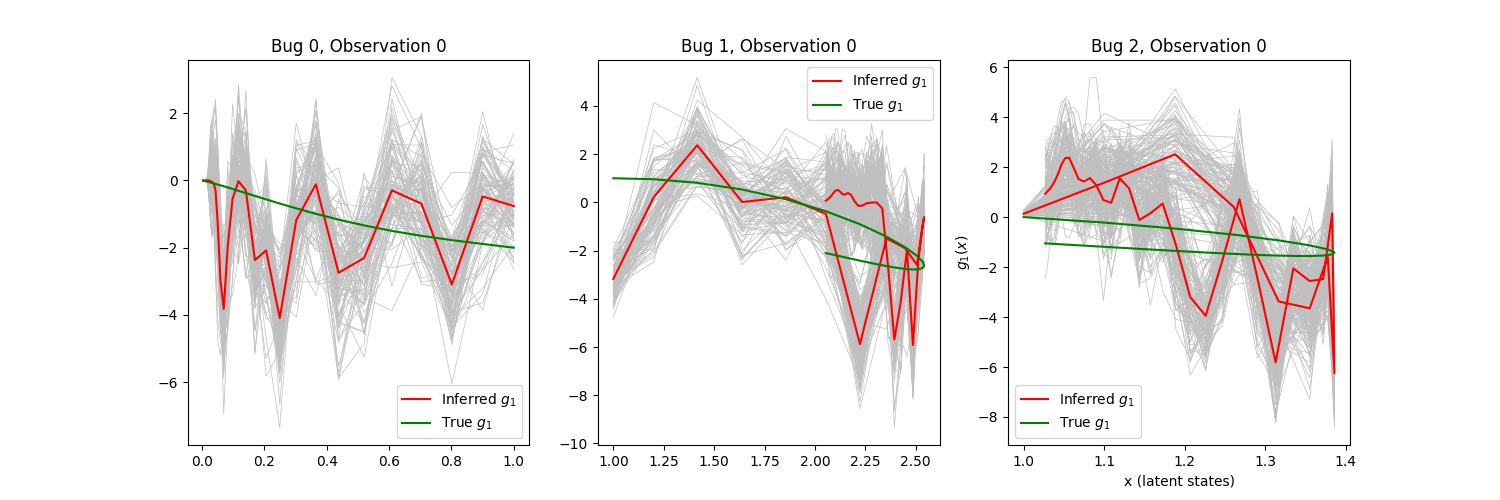 Bug 0, Observation 0
2
0
−2
−4
−6
Inferred g₁
True g₁
0.0 0.2 0.4 0.6 0.8 1.0
Bug 1, Observation 0
4
2
0
−2
−4
−6
−8
−10
Inferred g₁
True g₁
1.00 1.25 1.50 1.75 2.00 2.25 2.50
Bug 2, Observation 0
g₁(x)
6
4
2
0
−2
−4
−6
−8
Inferred g₁
True g₁
1.0 1.1 1.2 1.3 1.4
x (latent states)